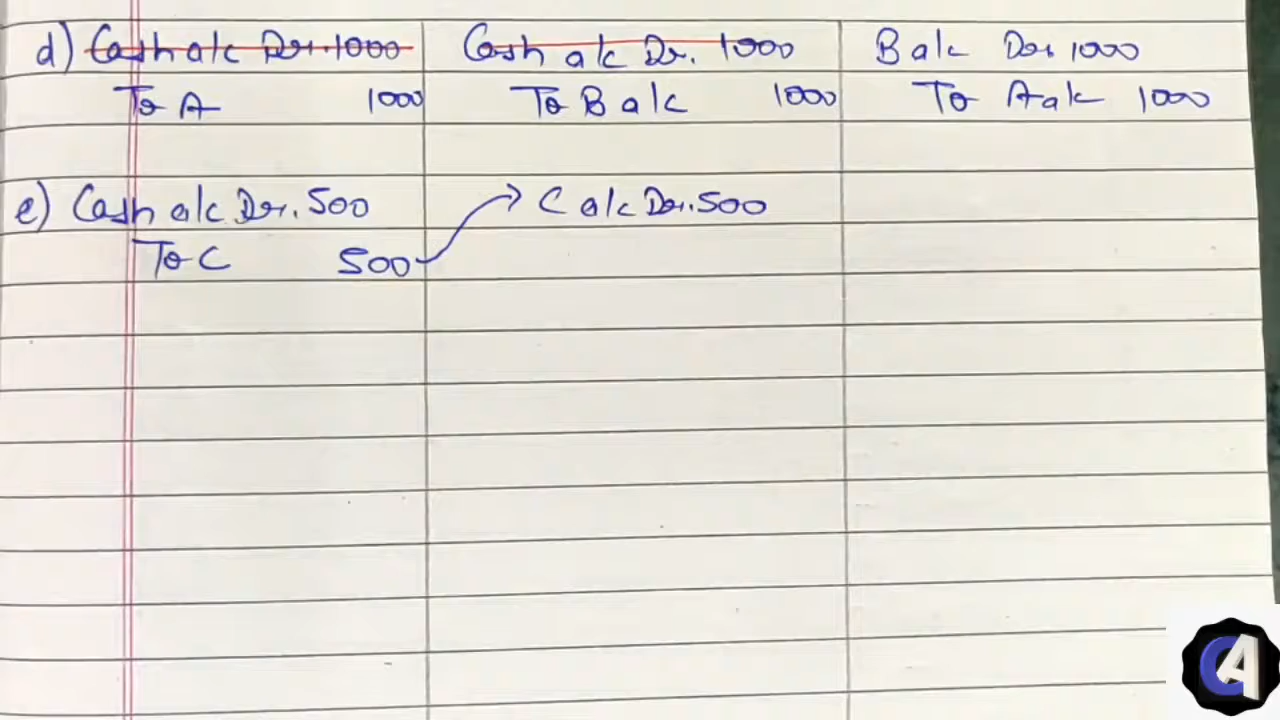 d) Cash a/c Dr. 1000 Cash a/c Dr. 1000 B a/c Dr. 1000
To A 1000 To B a/c 1000 To A a/c 1000
e) Cash a/c Dr. 500 C a/c Dr. 500
To C 500
CA